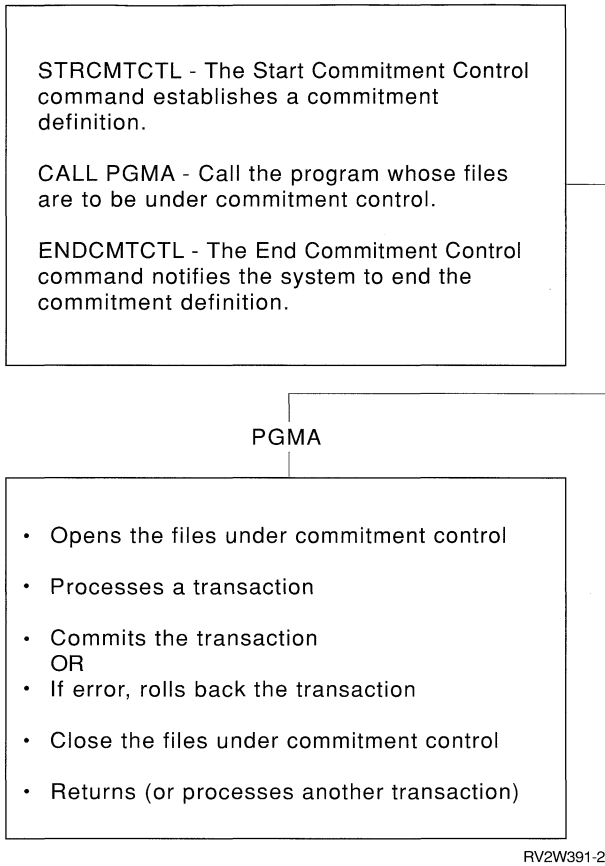 STRCMTCTL - The Start Commitment Control
command establishes a commitment
definition.
CALL PGMA - Call the program whose files
are to be under commitment control.
ENDCMTCTL - The End Commitment Control
command notifies the system to end the
commitment definition.
PGMA
• Opens the files under commitment control
• Processes a transaction
• Commits the transaction
OR
• If error, rolls back the transaction
• Close the files under commitment control
• Returns (or processes another transaction)
RV2W391-2